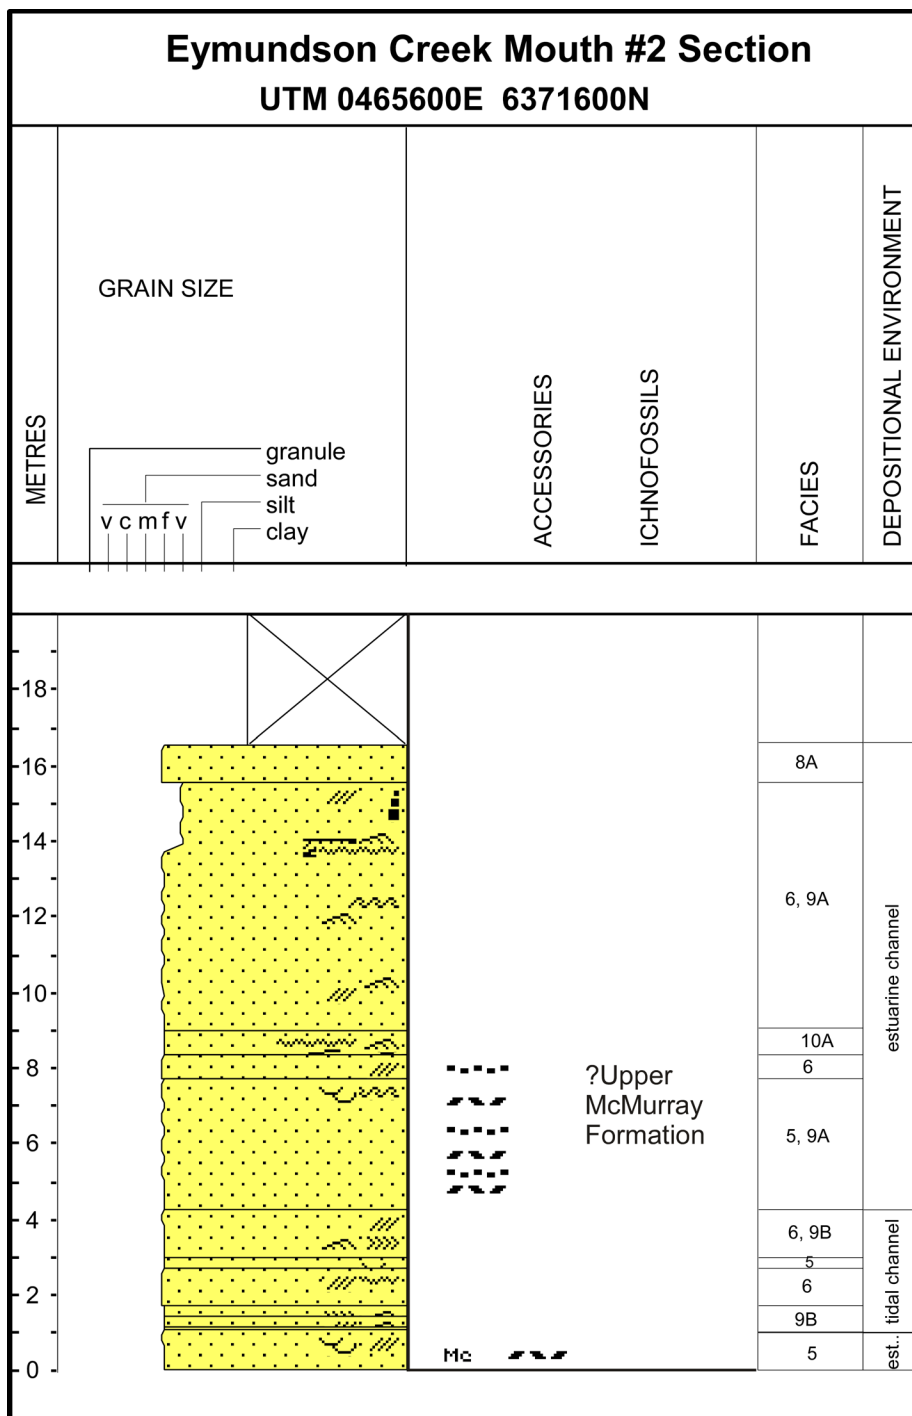 Eymundson Creek Mouth #2 Section
UTM 0465600E 6371600N
METRES
GRAIN SIZE
granule
sand
silt
clay
v c m f v
ACCESSORIES
ICHNOFOSSILS
FACIES
DEPOSITIONAL ENVIRONMENT
18
16
8A
14
12
6, 9A
10
estuarine channel
10A
8
6
?Upper
McMurray
Formation
6
5, 9A
4
6, 9B
5
tidal channel
6
2
9B
0
Mc
5
est..